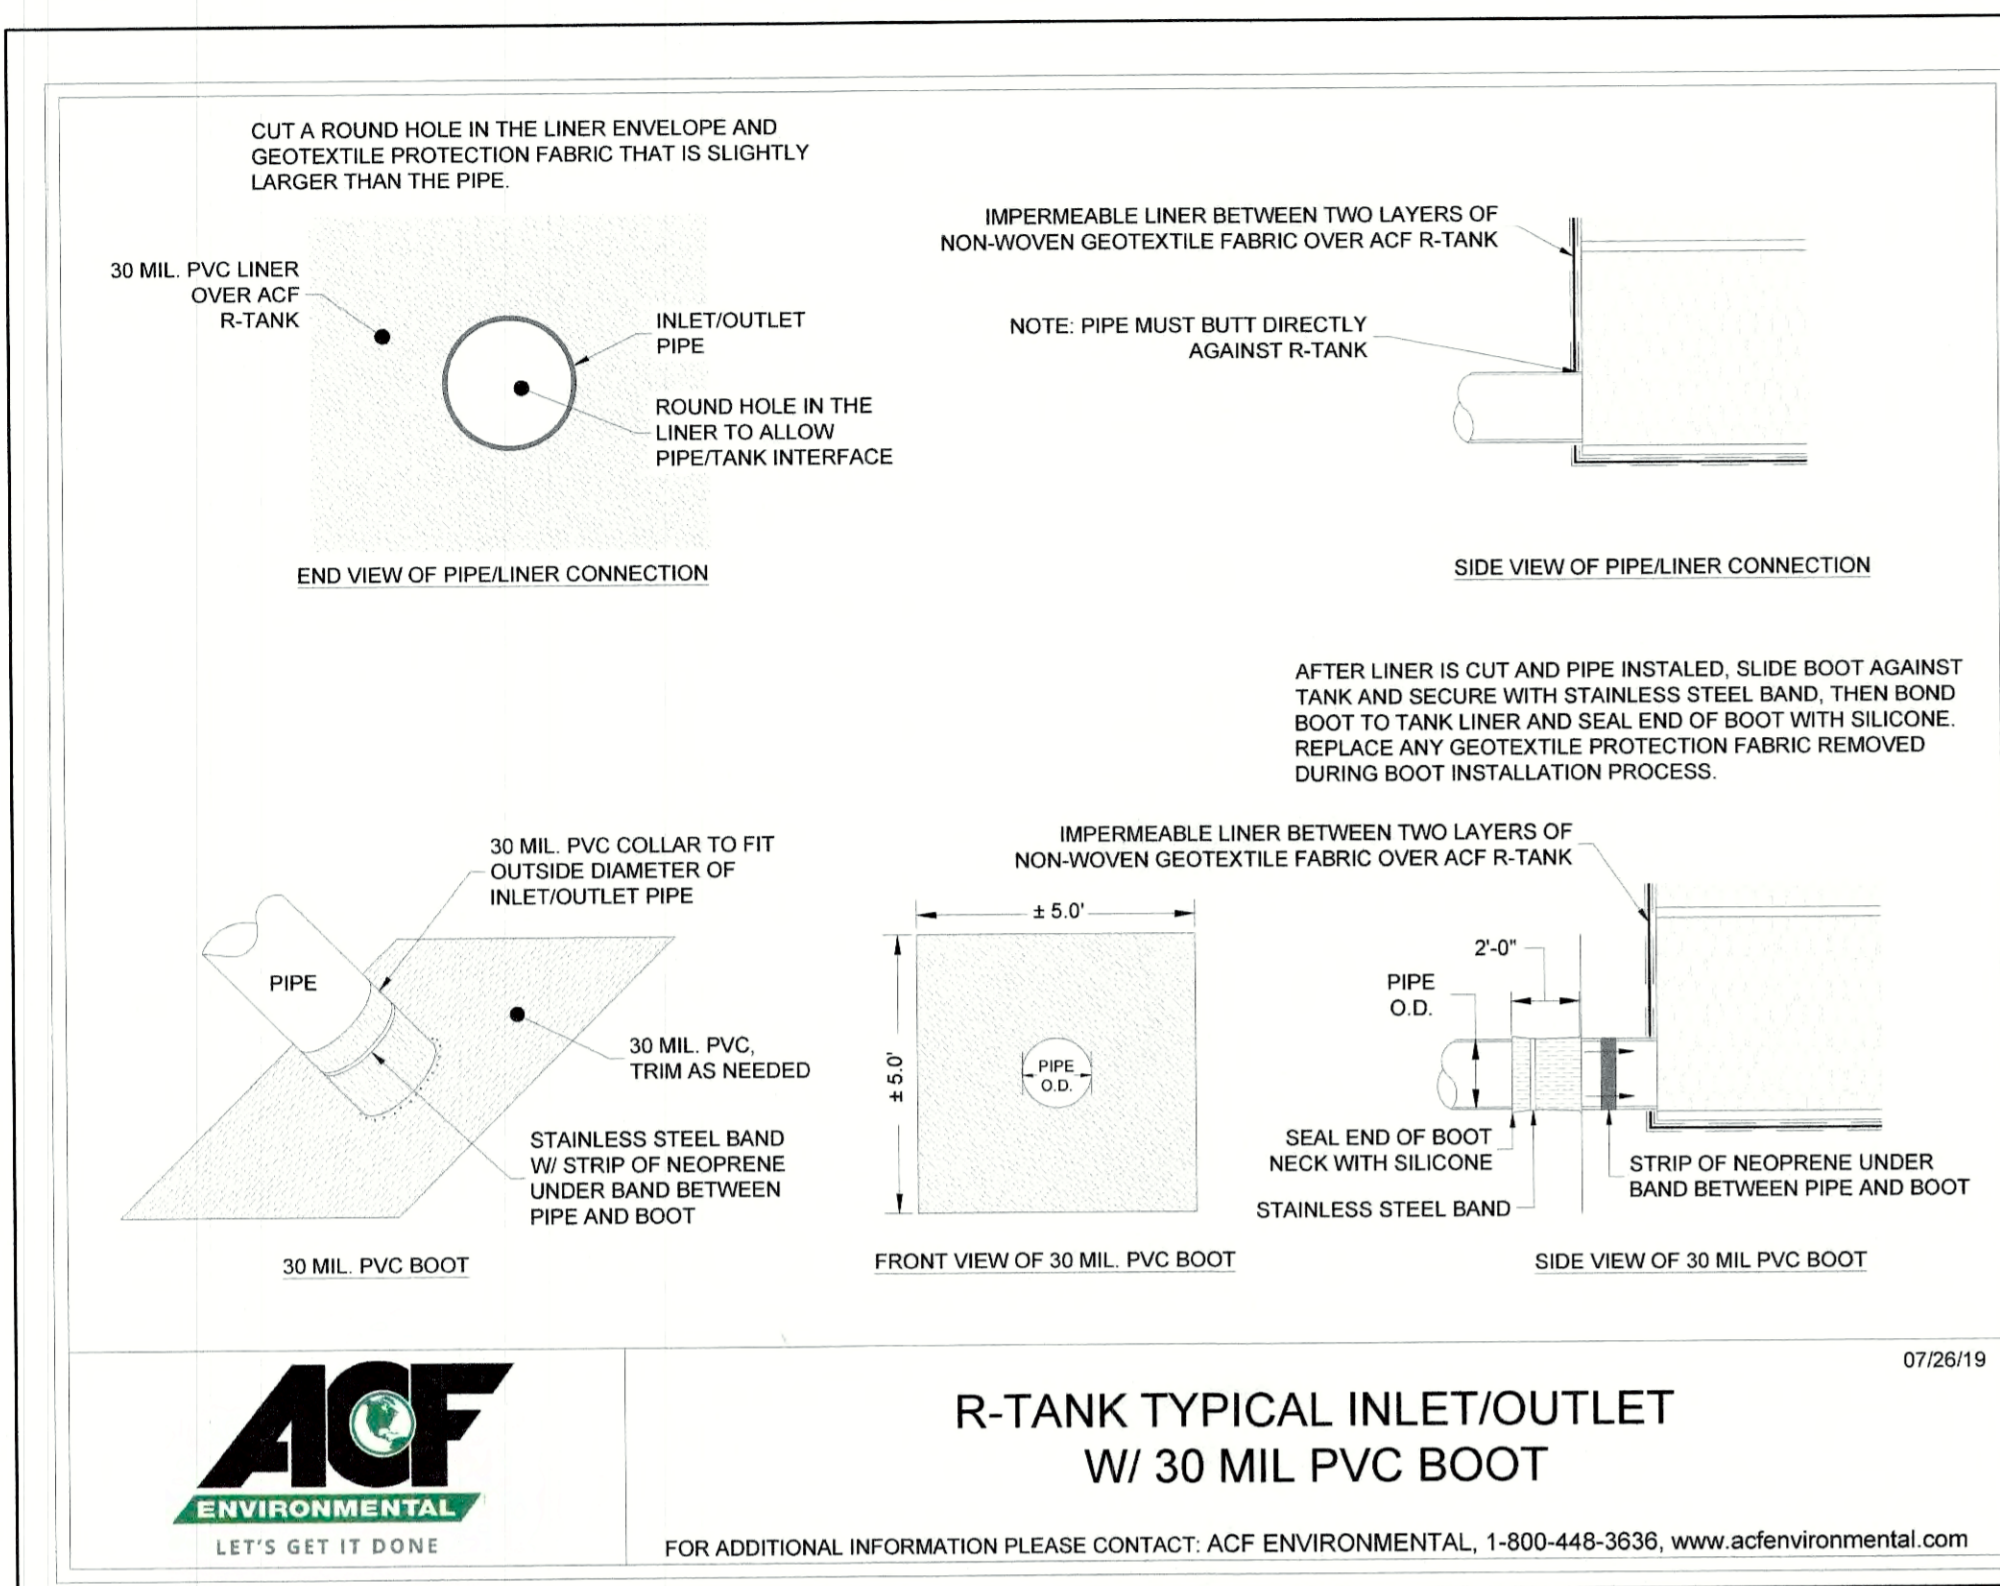 CUT A ROUND HOLE IN THE LINER ENVELOPE AND
GEOTEXTILE PROTECTION FABRIC THAT IS SLIGHTLY
LARGER THAN THE PIPE.
30 MIL. PVC LINER
OVER ACF
R-TANK
INLET/OUTLET
PIPE
ROUND HOLE IN THE
LINER TO ALLOW
PIPE/TANK INTERFACE
END VIEW OF PIPE/LINER CONNECTION
IMPERMEABLE LINER BETWEEN TWO LAYERS OF
NON-WOVEN GEOTEXTILE FABRIC OVER ACF R-TANK
NOTE: PIPE MUST BUTT DIRECTLY
AGAINST R-TANK
SIDE VIEW OF PIPE/LINER CONNECTION
AFTER LINER IS CUT AND PIPE INSTALED, SLIDE BOOT AGAINST
TANK AND SECURE WITH STAINLESS STEEL BAND, THEN BOND
BOOT TO TANK LINER AND SEAL END OF BOOT WITH SILICONE.
REPLACE ANY GEOTEXTILE PROTECTION FABRIC REMOVED
DURING BOOT INSTALLATION PROCESS.
30 MIL. PVC COLLAR TO FIT
OUTSIDE DIAMETER OF
INLET/OUTLET PIPE
PIPE
30 MIL. PVC,
TRIM AS NEEDED
STAINLESS STEEL BAND
W/ STRIP OF NEOPRENE
UNDER BAND BETWEEN
PIPE AND BOOT
30 MIL. PVC BOOT
± 5.0'
± 5.0'
PIPE
O.D.
FRONT VIEW OF 30 MIL. PVC BOOT
IMPERMEABLE LINER BETWEEN TWO LAYERS OF
NON-WOVEN GEOTEXTILE FABRIC OVER ACF R-TANK
2'-0"
PIPE
O.D.
SEAL END OF BOOT
NECK WITH SILICONE
STAINLESS STEEL BAND
STRIP OF NEOPRENE UNDER
BAND BETWEEN PIPE AND BOOT
SIDE VIEW OF 30 MIL PVC BOOT
ACF
ENVIRONMENTAL
LET'S GET IT DONE
07/26/19
R-TANK TYPICAL INLET/OUTLET
W/ 30 MIL PVC BOOT
FOR ADDITIONAL INFORMATION PLEASE CONTACT: ACF ENVIRONMENTAL, 1-800-448-3636, www.acfenvironmental.com